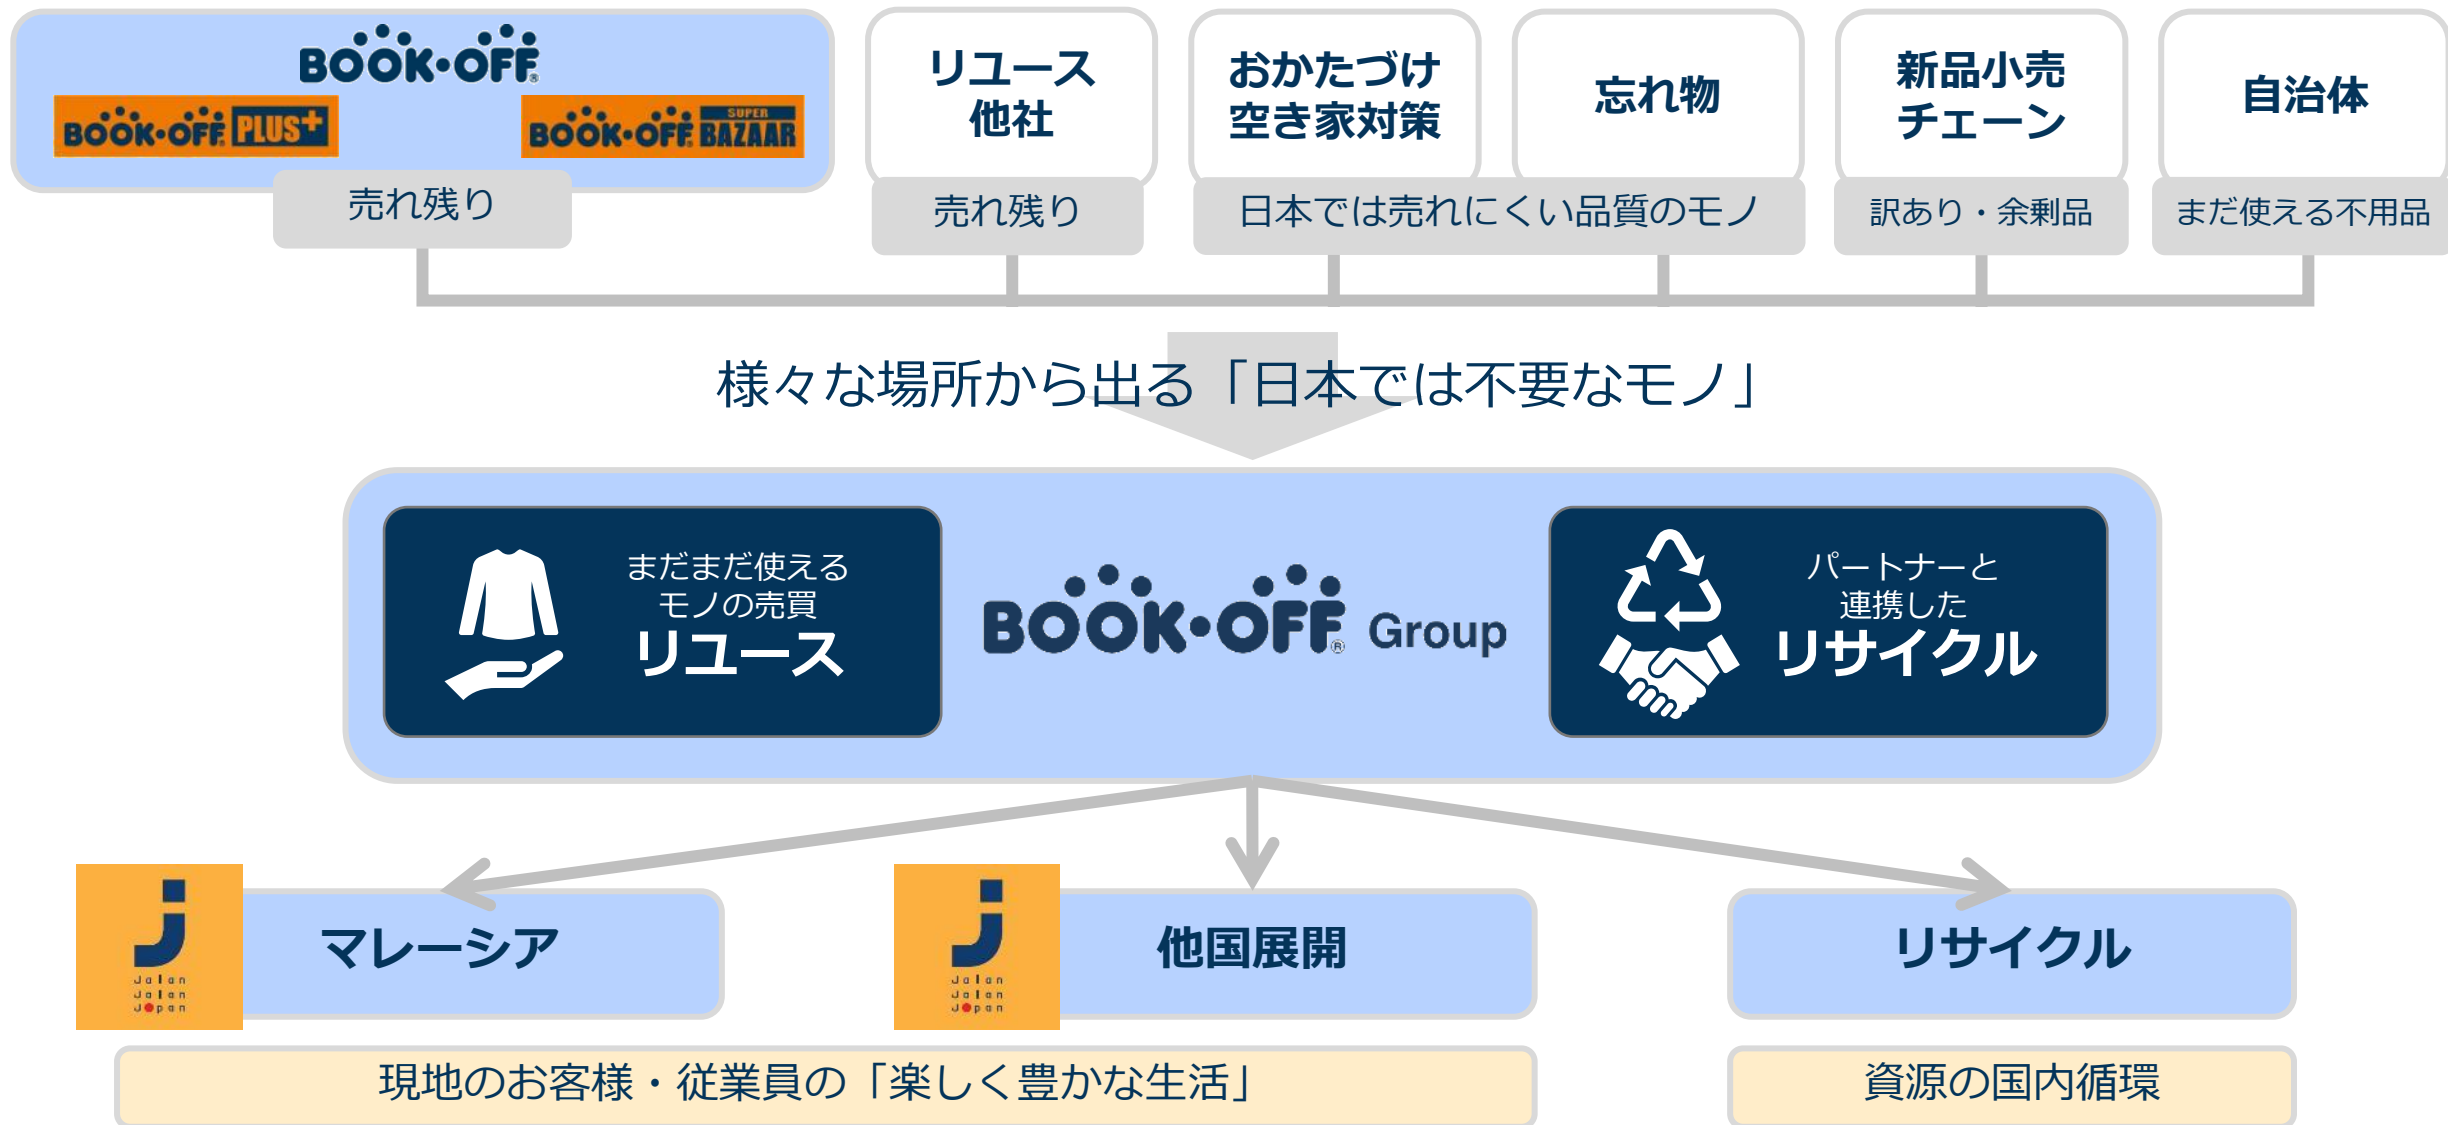 BOOK・OFF®
BOOK・OFF PLUS+
BOOK・OFF SUPER BAZAAR
売れ残り
リユース
他社
売れ残り
おかたづけ
空き家対策
忘れ物
日本では売れにくい品質のモノ
新品小売
チェーン
訳あり・余剰品
自治体
まだ使える不用品
様々な場所から出る「日本では不要なモノ」
まだまだ使える
モノの売買
リユース
BOOK・OFF® Group
パートナーと
連携した
リサイクル
J
Jalan
Jalan
Japan
マレーシア
J
Jalan
Jalan
Japan
他国展開
リサイクル
現地のお客様・従業員の「楽しく豊かな生活」
資源の国内循環